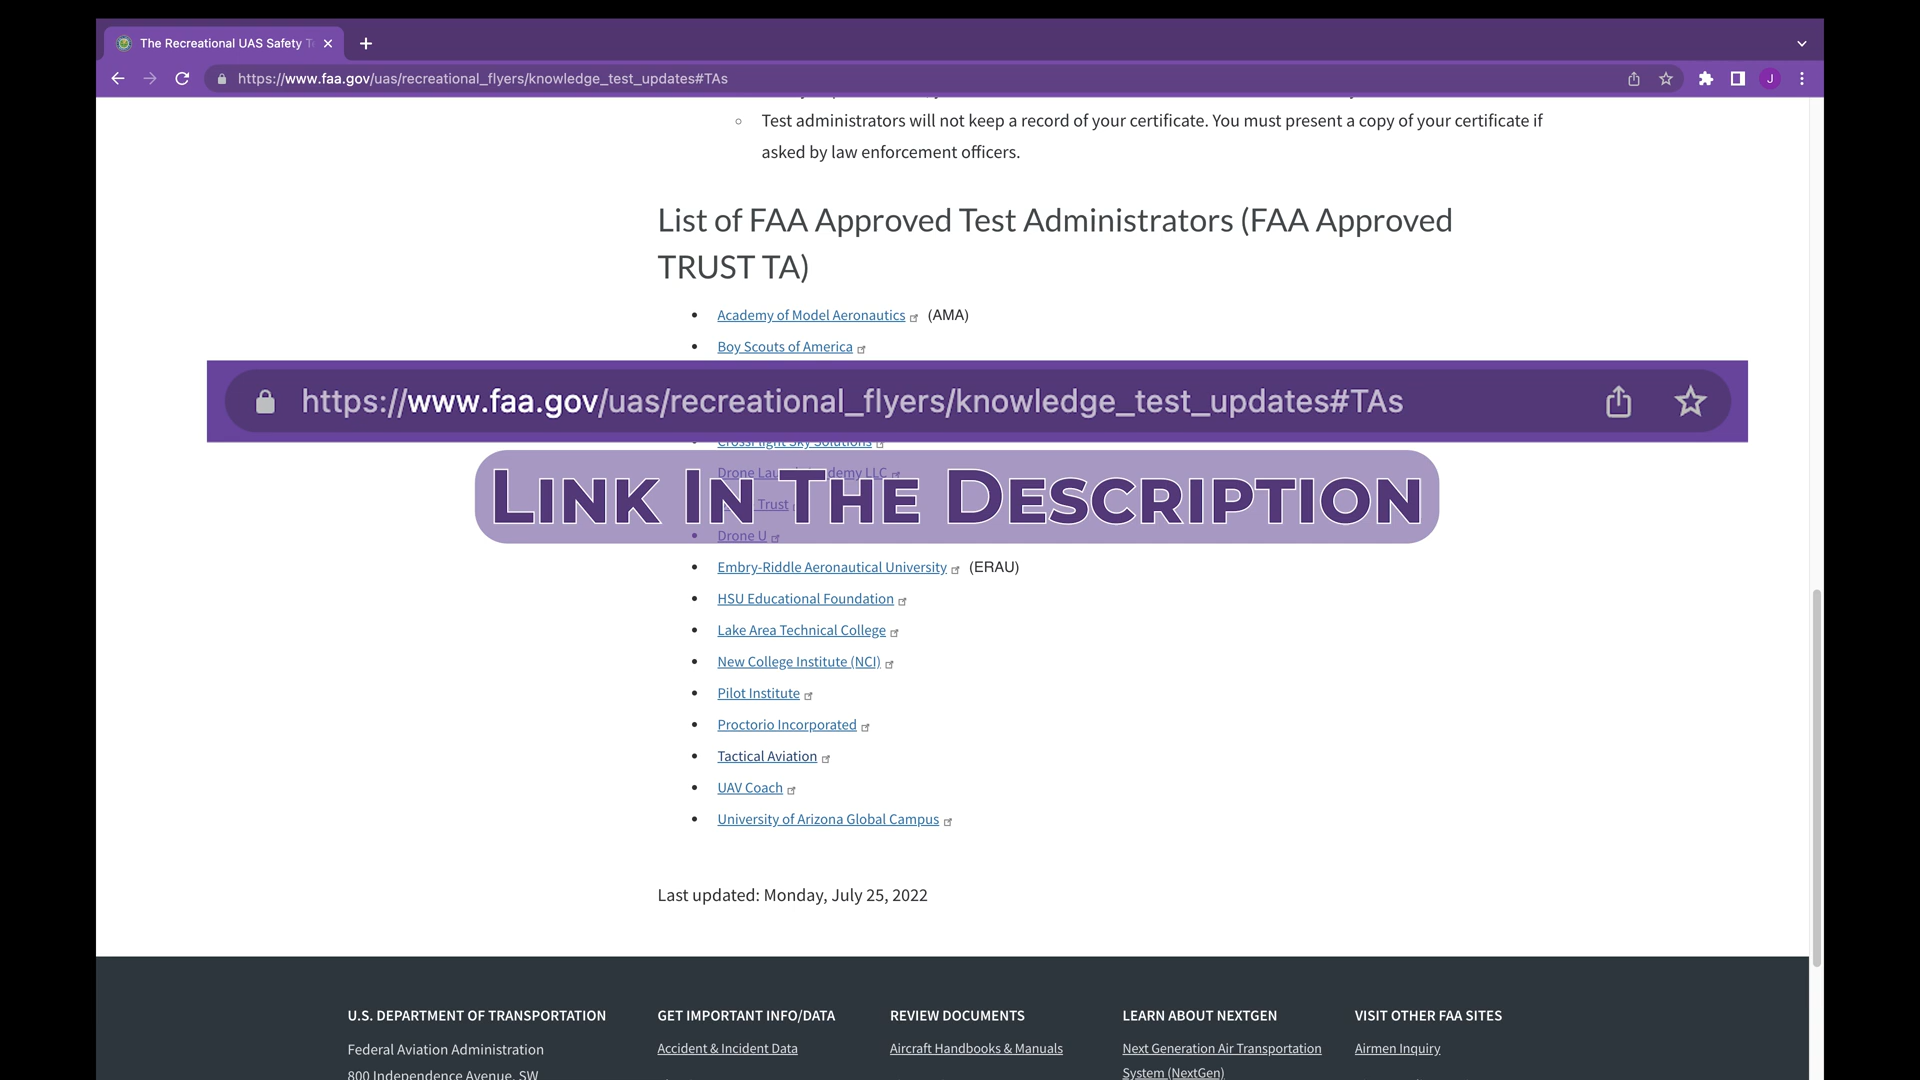 The Recreational UAS Safety T
https://www.faa.gov/uas/recreational_flyers/knowledge_test_updates#TAs
J
Test administrators will not keep a record of your certificate. You must present a copy of your certificate if
asked by law enforcement officers.
List of FAA Approved Test Administrators (FAA Approved
TRUST TA)
Academy of Model Aeronautics (AMA)
Boy Scouts of America
https://www.faa.gov/uas/recreational_flyers/knowledge_test_updates#TAs
CrossFlight Sky Solutions
Drone LLC
Link In The Description
Trust
Drone U
Embry-Riddle Aeronautical University (ERAU)
HSU Educational Foundation
Lake Area Technical College
New College Institute (NCI)
Pilot Institute
Proctorio Incorporated
Tactical Aviation
UAV Coach
University of Arizona Global Campus
Last updated: Monday, July 25, 2022
U.S. DEPARTMENT OF TRANSPORTATION
Federal Aviation Administration
800 Independence Avenue, SW
GET IMPORTANT INFO/DATA
Accident & Incident Data
REVIEW DOCUMENTS
Aircraft Handbooks & Manuals
LEARN ABOUT NEXTGEN
Next Generation Air Transportation
System (NextGen)
VISIT OTHER FAA SITES
Airmen Inquiry